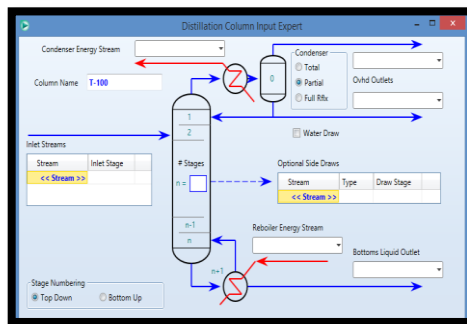 Distillation Column Input Expert
Condenser Energy Stream
Column Name T-100
Condenser
Total
Partial
Full Rflx
0
Ovhd Outlets
Water Draw
1
2
# Stages
n =
n-1
n
n+1
Inlet Streams
Stream Inlet Stage
<< Stream >>
Optional Side Draws
Stream Type Draw Stage
<< Stream >>
Reboiler Energy Stream
Bottoms Liquid Outlet
Stage Numbering
Top Down Bottom Up